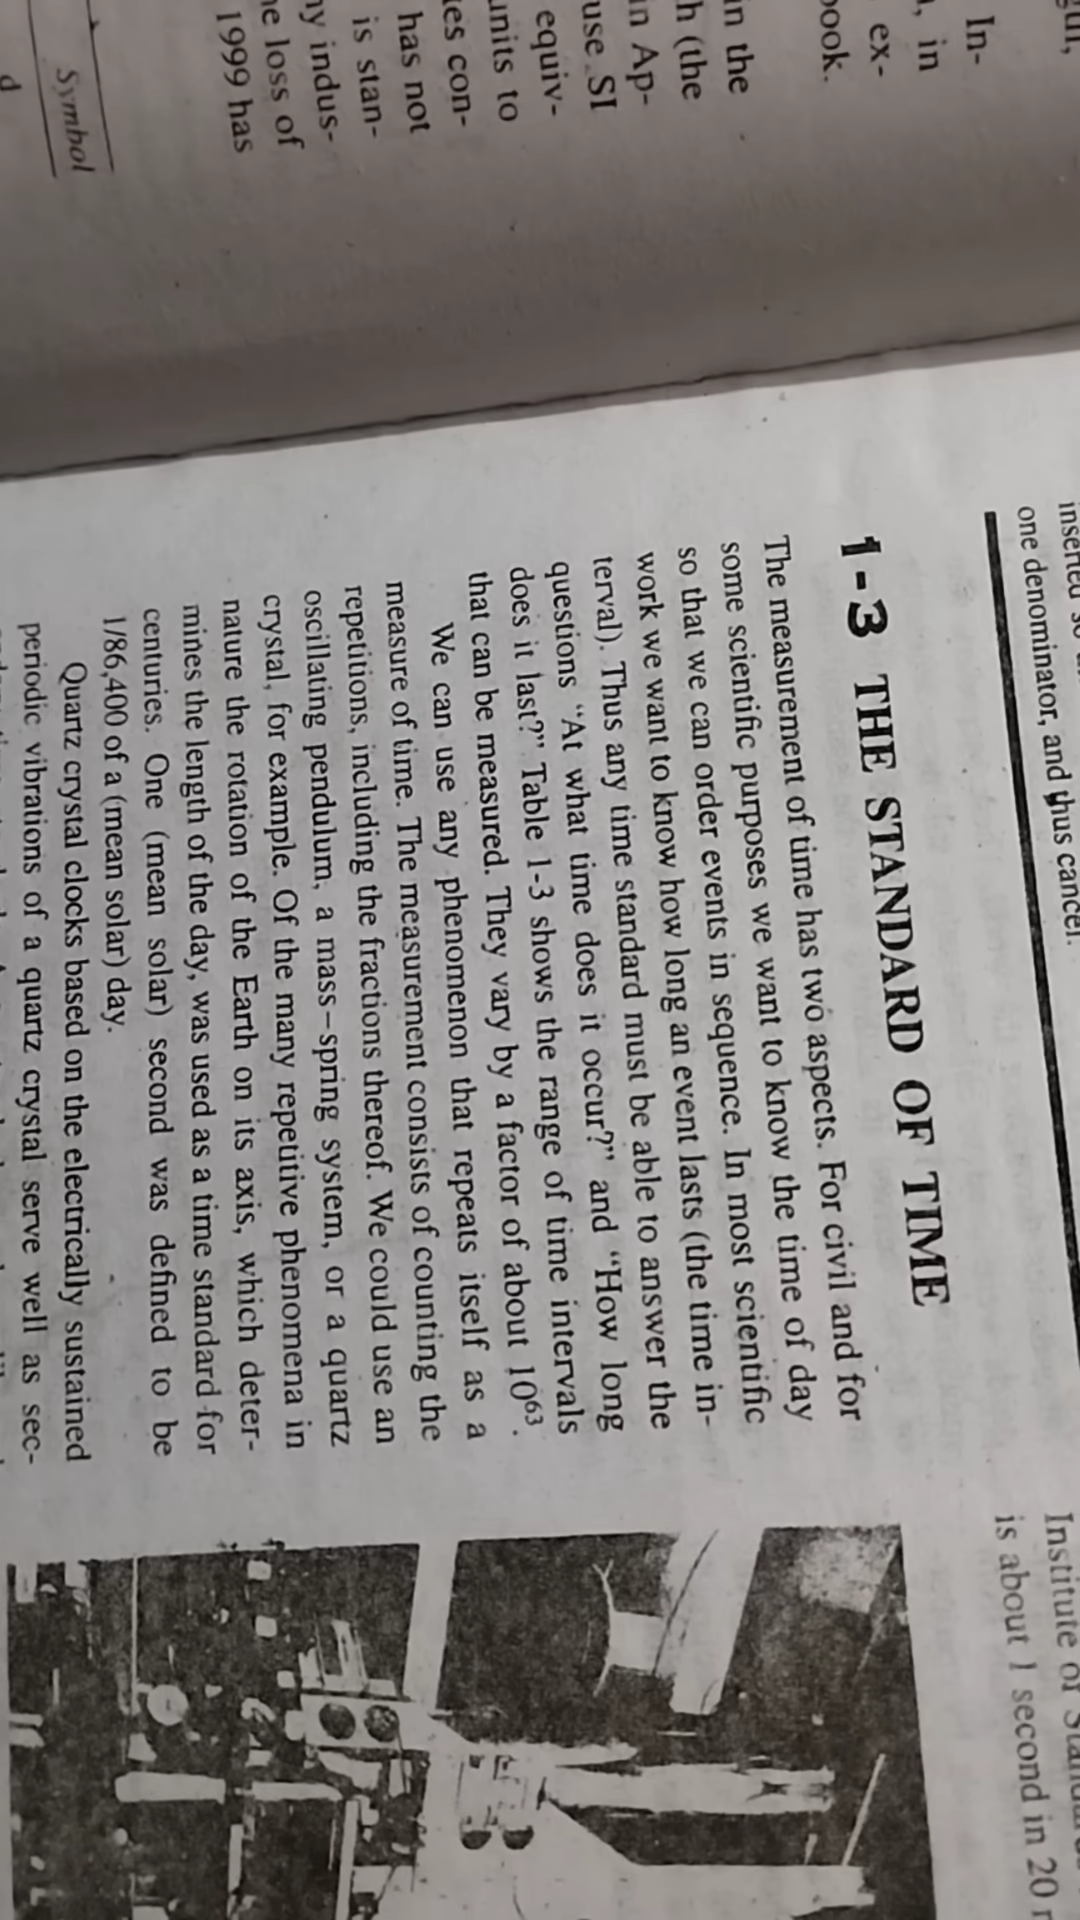 in the
h (the
in Ap-
use SI
equiv-
units to
has not
is stan-
indus-
loss of
1999 has
Symbol
d
In-
, in
ex-
book.
one denominator, and thus cancel.
1-3 THE STANDARD OF TIME
The measurement of time has two aspects. For civil and for
some scientific purposes we want to know the time of day
so that we can order events in sequence. In most scientific
work we want to know how long an event lasts (the time in-
terval). Thus any time standard must be able to answer the
questions “At what time does it occur?” and “How long
does it last?” Table 1-3 shows the range of time intervals
that can be measured. They vary by a factor of about 10⁶³.
We can use any phenomenon that repeats itself as a
measure of time. The measurement consists of counting the
repetitions, including the fractions thereof. We could use an
oscillating pendulum, a mass–spring system, or a quartz
crystal, for example. Of the many repetitive phenomena in
nature the rotation of the Earth on its axis, which deter-
mines the length of the day, was used as a time standard for
centuries. One (mean solar) second was defined to be
1/86,400 of a (mean solar) day.
Quartz crystal clocks based on the electrically sustained
periodic vibrations of a quartz crystal serve well as sec-
Institute of
is about 1 second in 20